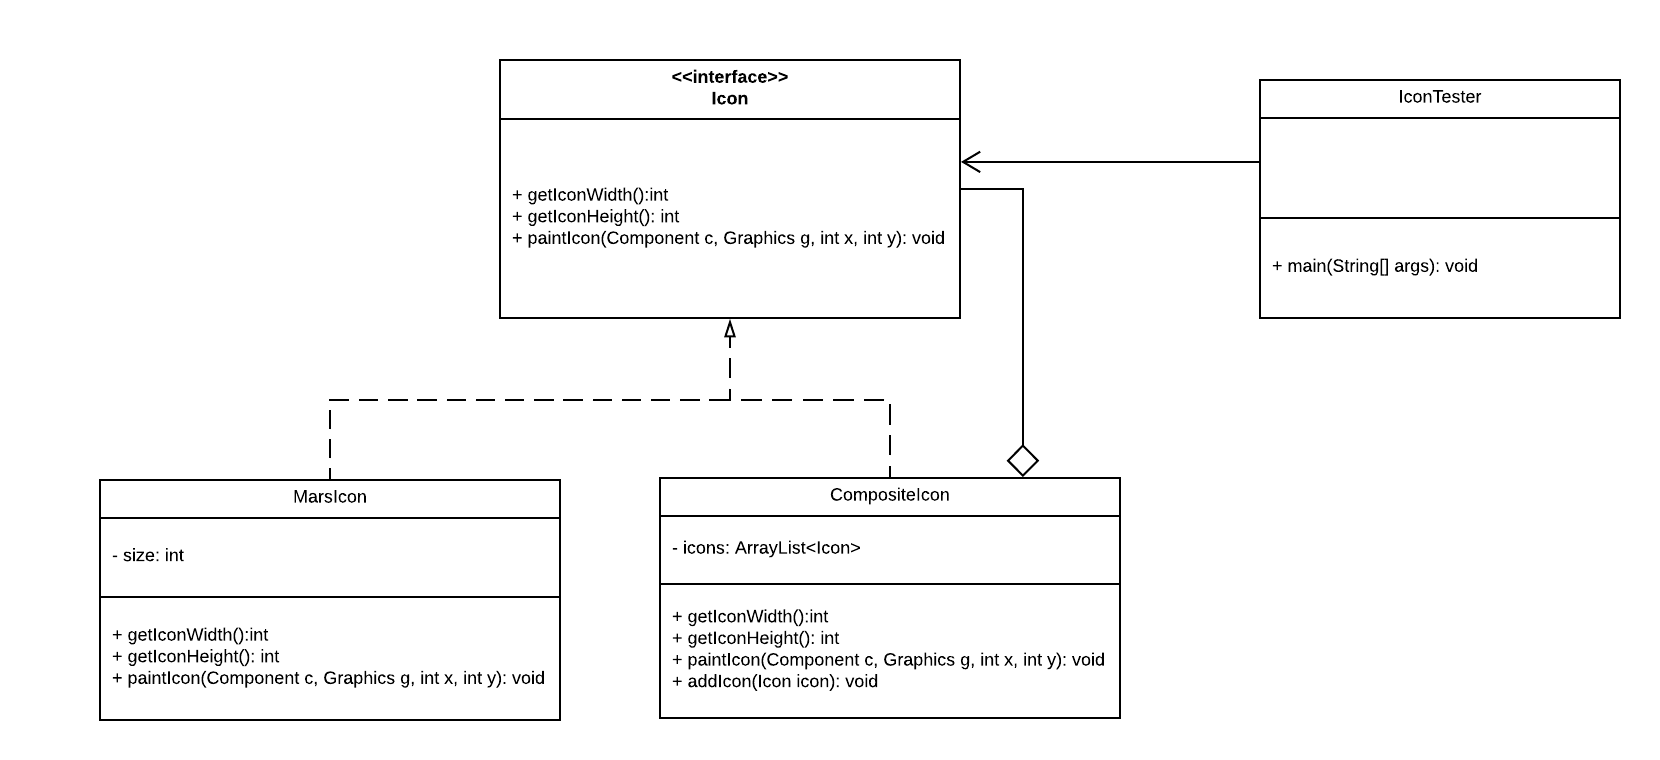 <<interface>>
Icon
+ getIconWidth():int
+ getIconHeight(): int
+ paintIcon(Component c, Graphics g, int x, int y): void
IconTester
+ main(String[] args): void
MarsIcon
- size: int
+ getIconWidth():int
+ getIconHeight(): int
+ paintIcon(Component c, Graphics g, int x, int y): void
CompositeIcon
- icons: ArrayList<Icon>
+ getIconWidth():int
+ getIconHeight(): int
+ paintIcon(Component c, Graphics g, int x, int y): void
+ addIcon(Icon icon): void